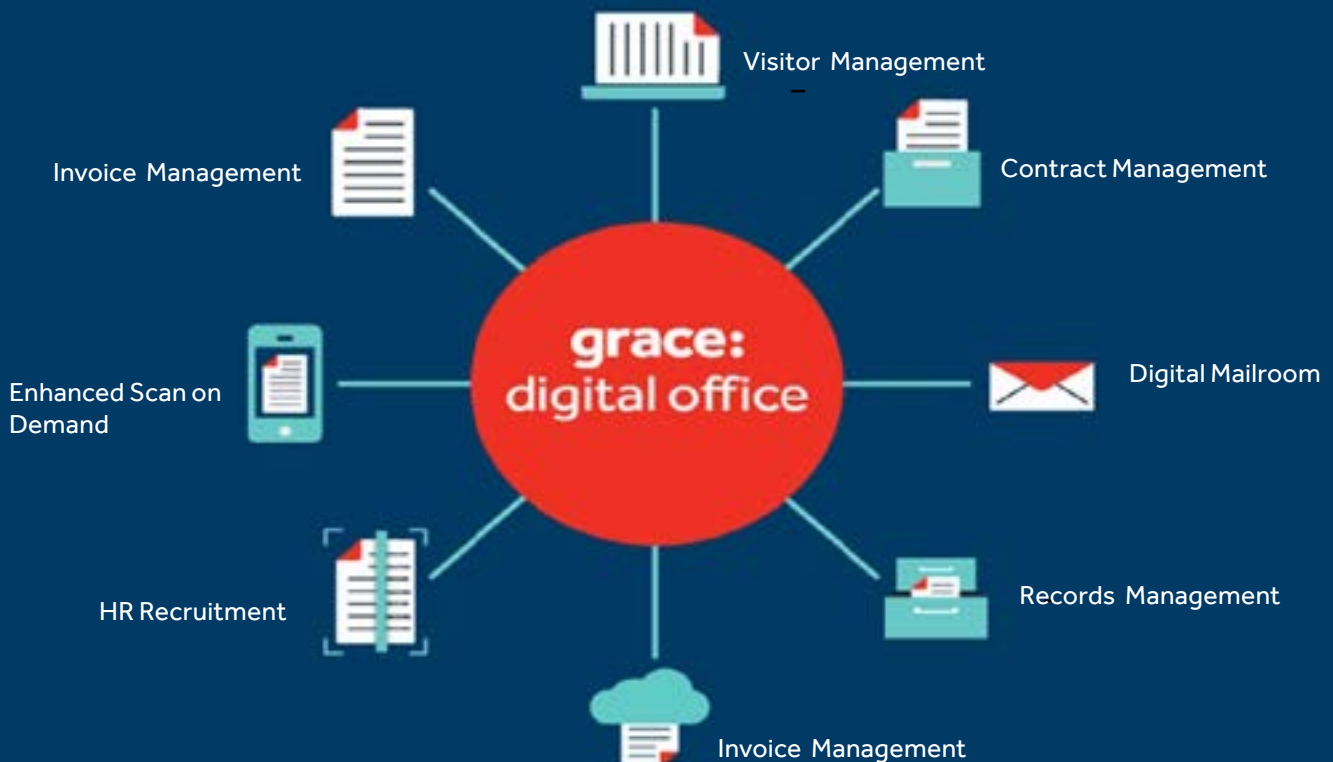 Visitor Management
Invoice Management
Contract Management
grace:
digital office
Enhanced Scan on
Demand
Digital Mailroom
HR Recruitment
Records Management
Invoice Management